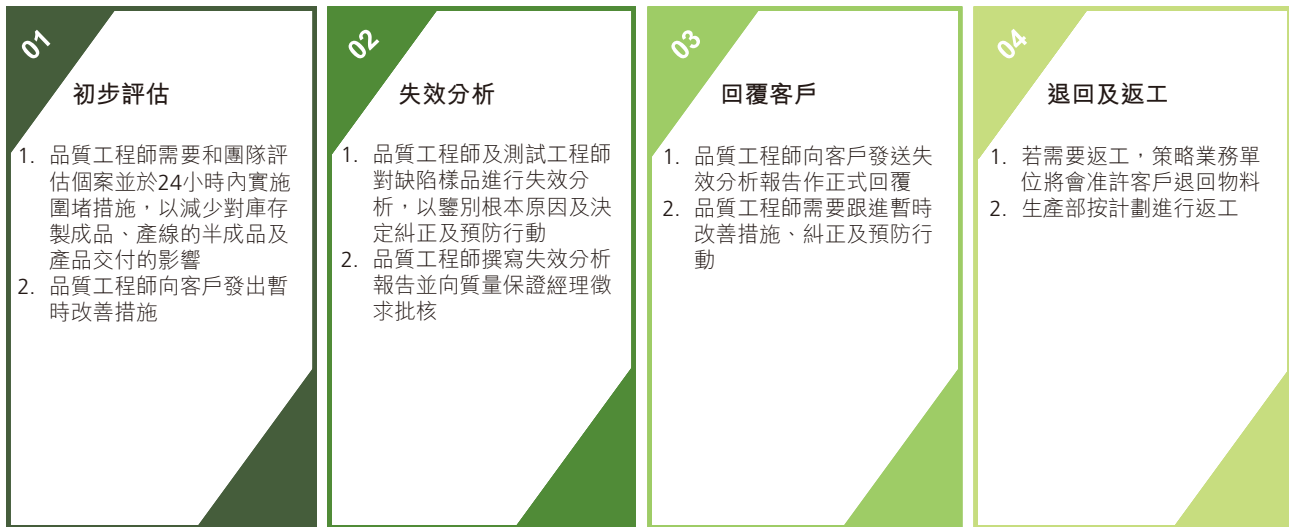 01
初步評估
1. 品質工程師需要和團隊評
估個案並於24小時內實施
圍堵措施，以減少對庫存
製成品、產線的半成品及
產品交付的影響
2. 品質工程師向客戶發出暫
時改善措施
02
失效分析
1. 品質工程師及測試工程師
對缺陷樣品進行失效分
析，以鑒別根本原因及決
定糾正及預防行動
2. 品質工程師撰寫失效分析
報告並向質量保證經理徵
求批核
03
回覆客戶
1. 品質工程師向客戶發送失
效分析報告作正式回覆
2. 品質工程師需要跟進暫時
改善措施、糾正及預防行
動
04
退回及返工
1. 若需要返工，策略業務單
位將會准許客戶退回物料
2. 生產部按計劃進行返工